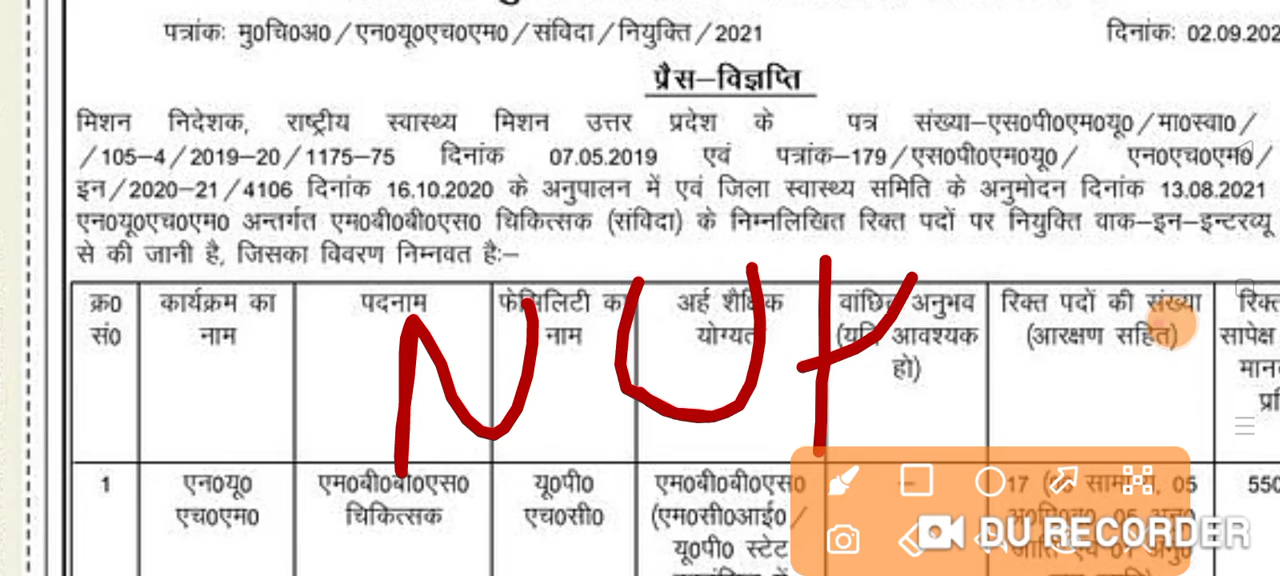 पत्रांकः मु0चि0अ0 / एन0यू0एच0एम0 / संविदा / नियुक्ति / 2021 दिनांकः 02.09.202
प्रैस–विज्ञप्ति
मिशन निदेशक, राष्ट्रीय स्वास्थ्य मिशन उत्तर प्रदेश के पत्र संख्या–एस0पी0एम0यू0 / मा0स्वा0 /
/ 105–4 / 2019–20 / 1175–75 दिनांक 07.05.2019 एवं पत्रांक–179 / एस0पी0एम0यू0 / एन0एच0एम0 /
इन / 2020–21 / 4106 दिनांक 16.10.2020 के अनुपालन में एवं जिला स्वास्थ्य समिति के अनुमोदन दिनांक 13.08.2021
एन0यू0एच0एम0 अन्तर्गत एम0बी0बी0एस0 चिकित्सक (संविदा) के निम्नलिखित रिक्त पदों पर नियुक्ति वाक–इन–इन्टरव्यू
से की जानी है, जिसका विवरण निम्नवत हैः–
क्र0 कार्यक्रम का पदनाम फेसिलिटी का अर्ह शैक्षिक वांछित अनुभव रिक्त पदों की संख्या रिक्त
सं0 नाम नाम योग्यता (यदि आवश्यक (आरक्षण सहित) सापेक्ष
हो) मान
प्रति
NU
1 एन0यू0 एम0बी0बी0एस0 यू0पी0 एम0बी0बी0एस0 – 17 05 550
एच0एम0 चिकित्सक एच0सी0 (एम0सी0आई0 /
यू0पी0 स्टेट
DU RECORDER